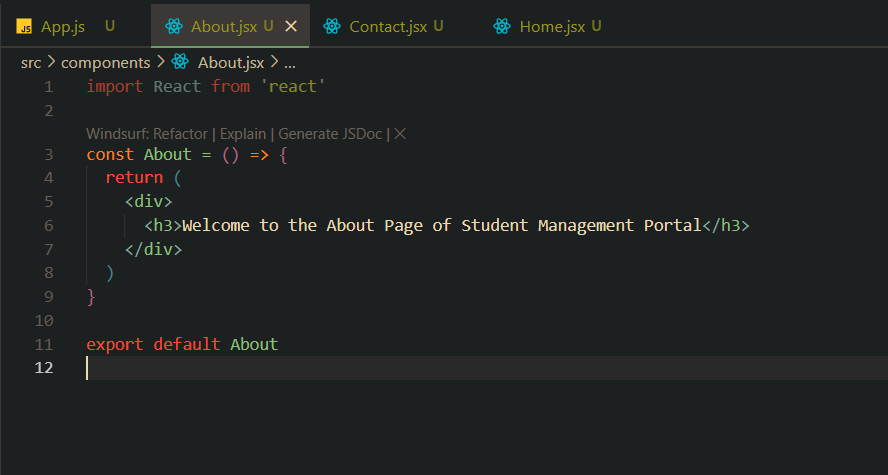 JS App.js U About.jsx U × Contact.jsx U Home.jsx U
src > components > About.jsx > ...
1 import React from 'react'
2
Windsurf: Refactor | Explain | Generate JSDoc | ×
3 const About = () => {
4 return (
5 <div>
6 <h3>Welcome to the About Page of Student Management Portal</h3>
7 </div>
8 )
9 }
10
11 export default About
12